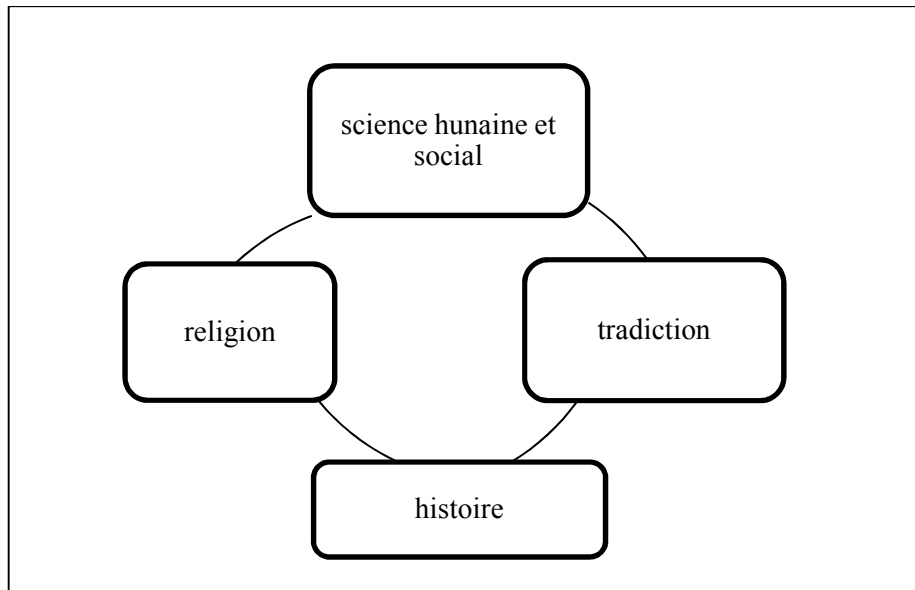 science hunaine et
social
religion
tradiction
histoire